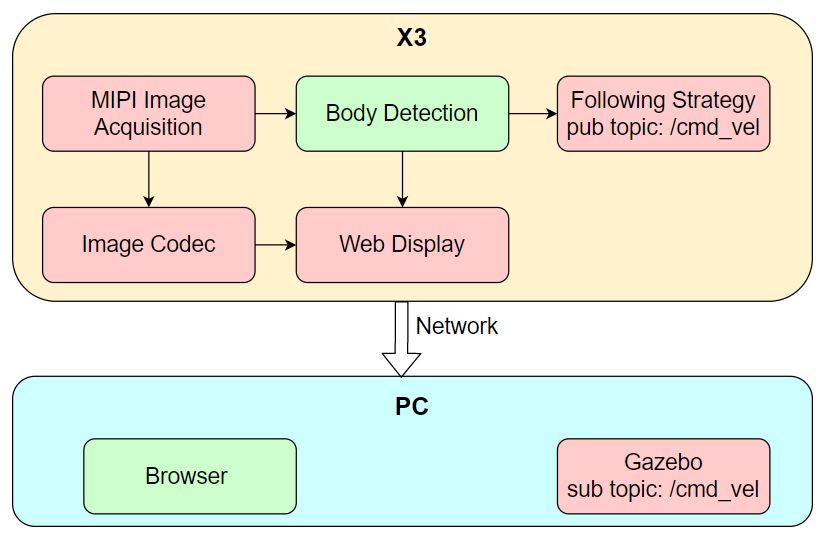 X3
MIPI Image
Acquisition
Body Detection
Following Strategy
pub topic: /cmd_vel
Image Codec
Web Display
Network
PC
Browser
Gazebo
sub topic: /cmd_vel